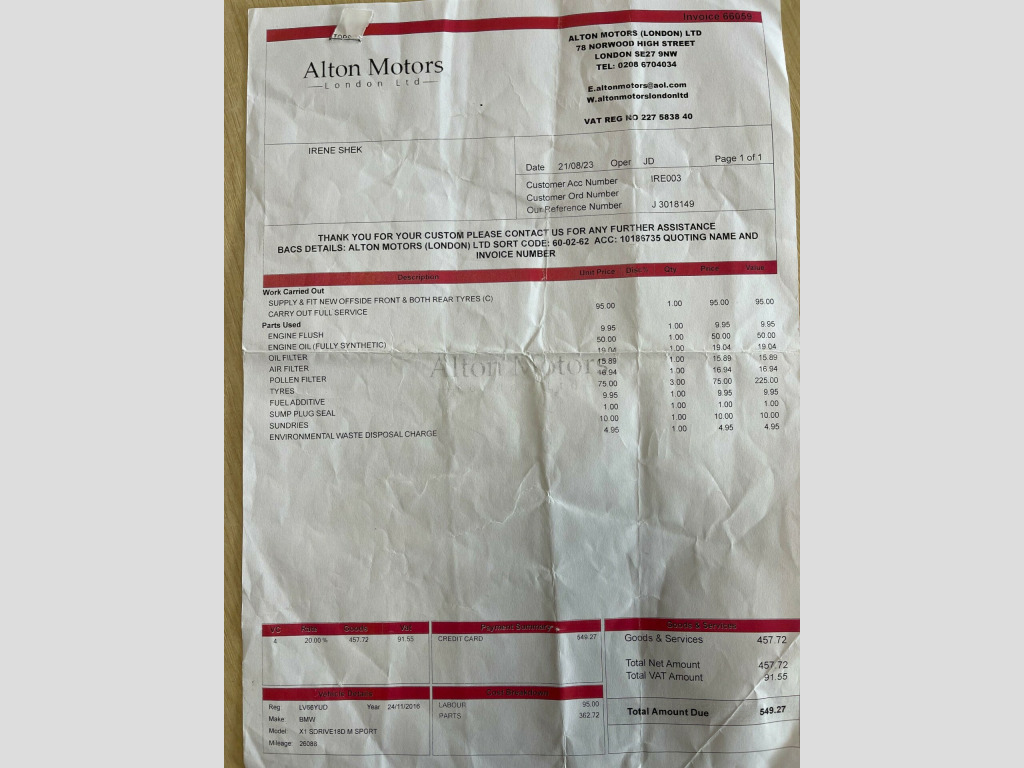 Invoice 66059
Alton Motors
London Ltd
ALTON MOTORS (LONDON) LTD
78 NORWOOD HIGH STREET
LONDON SE27 9NW
TEL: 0208 6704034
E.altonmotors@aol.com
W.altonmotorslondonltd
VAT REG NO 227 5838 40
IRENE SHEK
Date 21/08/23 Oper JD Page 1 of 1
Customer Acc Number IRE003
Customer Ord Number
Our Reference Number J 3018149
THANK YOU FOR YOUR CUSTOM PLEASE CONTACT US FOR ANY FURTHER ASSISTANCE
BACS DETAILS: ALTON MOTORS (LONDON) LTD SORT CODE: 60-02-62 ACC: 10186735 QUOTING NAME AND
INVOICE NUMBER
Description Unit Price Disc% Qty Price Value
Work Carried Out
SUPPLY & FIT NEW OFFSIDE FRONT & BOTH REAR TYRES (C) 95.00 1.00 95.00 95.00
CARRY OUT FULL SERVICE
Parts Used
ENGINE FLUSH 9.95 1.00 9.95 9.95
ENGINE OIL (FULLY SYNTHETIC) 50.00 1.00 50.00 50.00
OIL FILTER 19.04 1.00 19.04 19.04
AIR FILTER 15.89 1.00 15.89 15.89
POLLEN FILTER 16.94 1.00 16.94 16.94
TYRES 75.00 3.00 75.00 225.00
FUEL ADDITIVE 9.95 1.00 9.95 9.95
SUMP PLUG SEAL 1.00 1.00 1.00 1.00
SUNDRIES 10.00 1.00 10.00 10.00
ENVIRONMENTAL WASTE DISPOSAL CHARGE 4.95 1.00 4.95 4.95
Alton Motors
VC Rate Goods Vat
4 20.00% 457.72 91.55
Payment Summary
CREDIT CARD 549.27
Goods & Services
Goods & Services 457.72
Total Net Amount 457.72
Total VAT Amount 91.55
Total Amount Due 549.27
Vehicle Details
Reg LV66YUD Year 24/11/2016
Make: BMW
Model: X1 SDRIVE18D M SPORT
Mileage: 26088
Cost Breakdown
LABOUR 95.00
PARTS 362.72